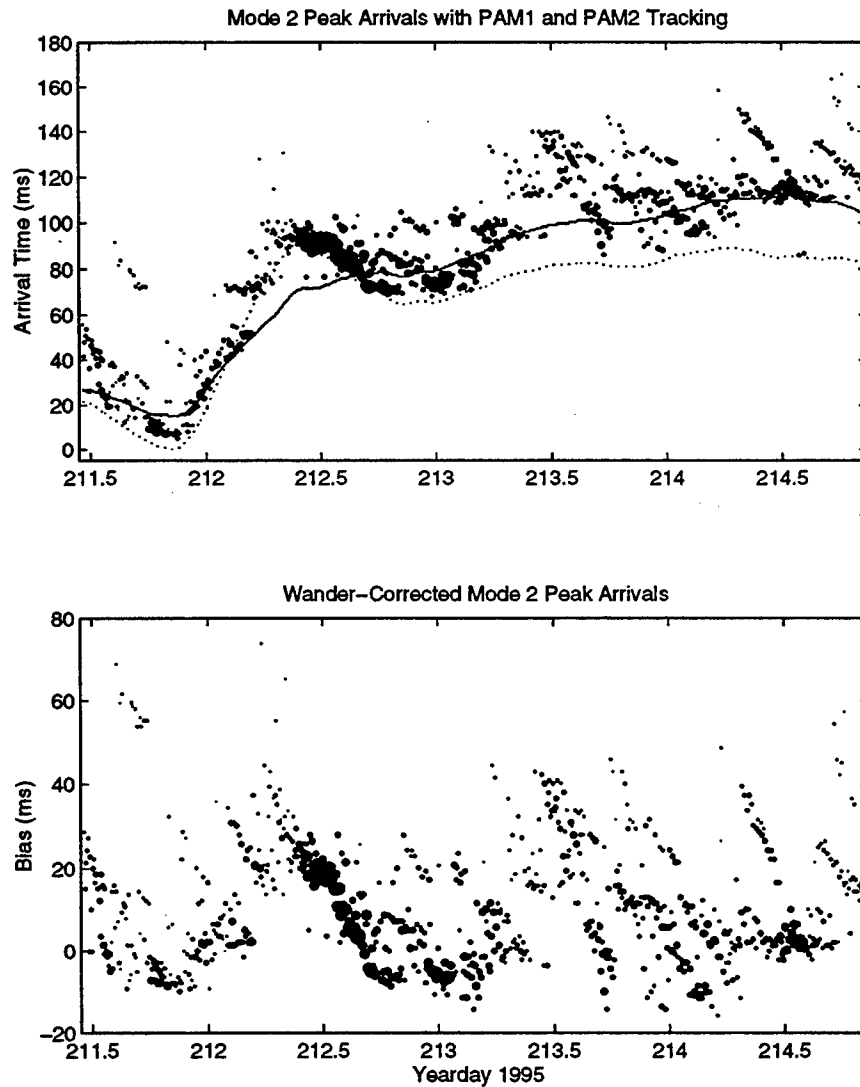 Mode 2 Peak Arrivals with PAM1 and PAM2 Tracking
180
160
140
120
100
80
60
40
20
0
Arrival Time (ms)
211.5 212 212.5 213 213.5 214 214.5
Wander-Corrected Mode 2 Peak Arrivals
80
60
40
20
0
-20
Bias (ms)
211.5 212 212.5 213 213.5 214 214.5
Yearday 1995